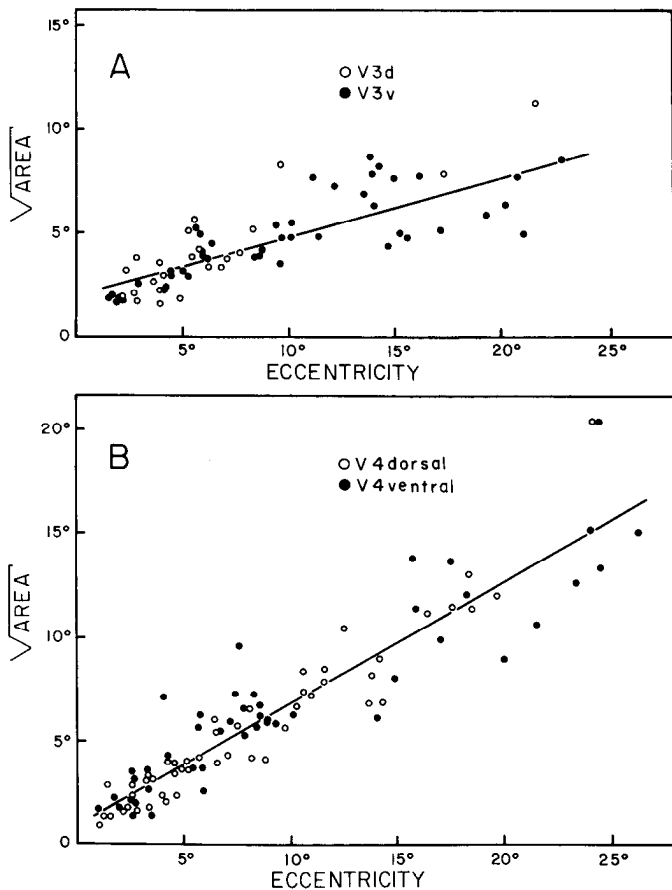 A
○ V3d
● V3v
√AREA
15°
10°
5°
0
5° 10° 15° 20° 25°
ECCENTRICITY
B
○ V4dorsal
● V4ventral
√AREA
20°
15°
10°
5°
0
5° 10° 15° 20° 25°
ECCENTRICITY